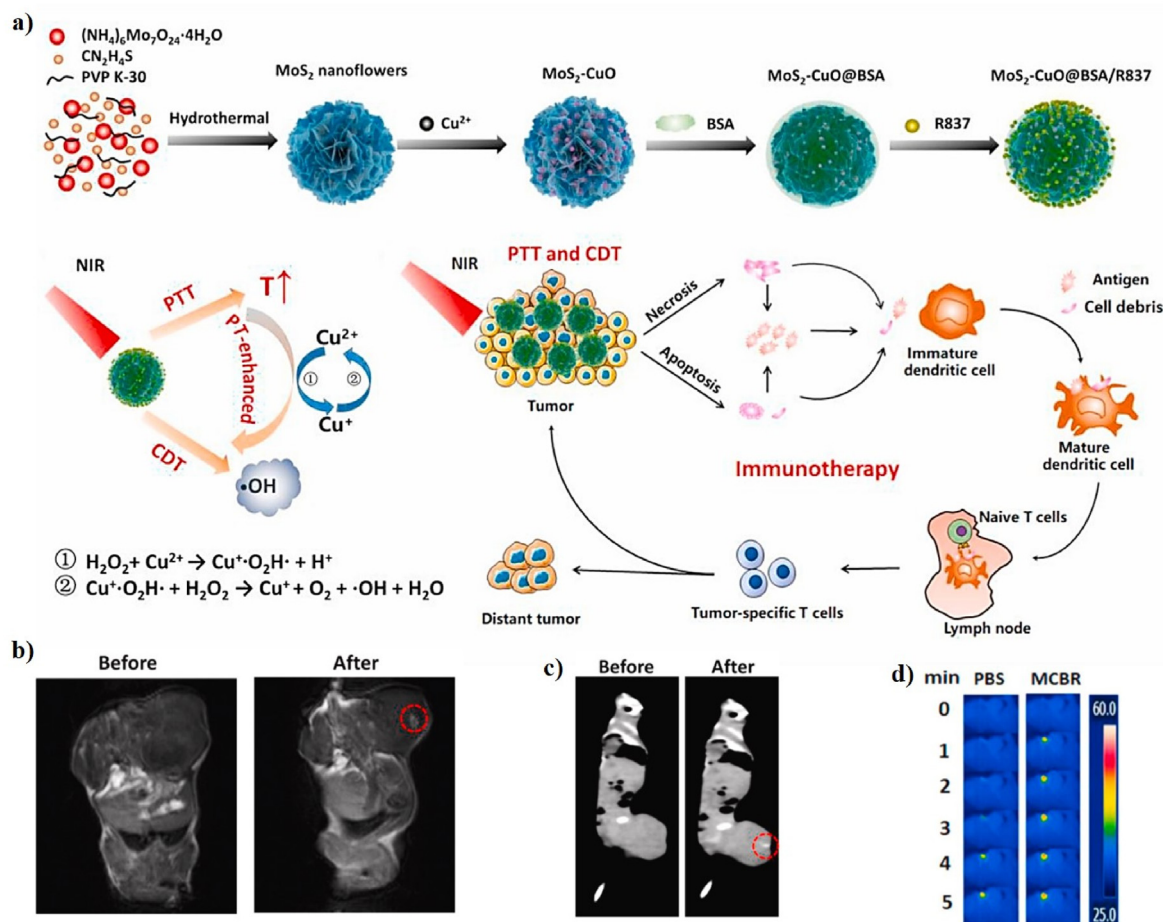 a)
(NH₄)₆Mo₇O₂₄·4H₂O
CN₂H₄S
PVP K-30
Hydrothermal
MoS₂ nanoflowers
Cu²⁺
MoS₂-CuO
BSA
MoS₂-CuO@BSA
R837
MoS₂-CuO@BSA/R837
NIR
PTT
T↑
PT-enhanced
Cu²⁺
①
②
Cu⁺
CDT
•OH
① H₂O₂+ Cu²⁺ → Cu⁺·O₂H· + H⁺
② Cu⁺·O₂H· + H₂O₂ → Cu⁺ + O₂ + ·OH + H₂O
NIR
PTT and CDT
Tumor
Necrosis
Apoptosis
Antigen
Cell debris
Immature
dendritic cell
Mature
dendritic cell
Immunotherapy
Naive T cells
Lymph node
Tumor-specific T cells
Distant tumor
b)
Before
After
c)
Before
After
d)
min PBS MCBR
0
1
2
3
4
5
60.0
25.0